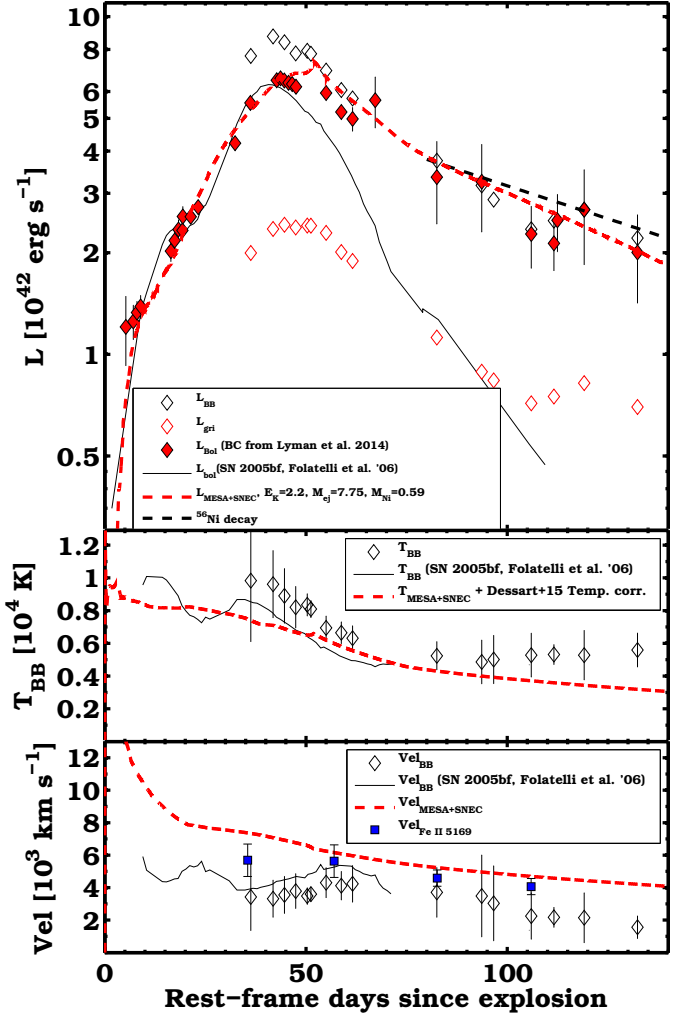 10
8
6
5
4
3
2
1
0.5
L [10^42 erg s^−1]
L_BB
L_gri
L_Bol (BC from Lyman et al. 2014)
L_bol(SN 2005bf, Folatelli et al. '06)
L_MESA+SNEC, E_K=2.2, M_ej=7.75, M_Ni=0.59
^56Ni decay
1.2
1
0.8
0.6
0.4
0.2
T_BB [10^4 K]
T_BB
T_BB (SN 2005bf, Folatelli et al. '06)
T_MESA+SNEC + Dessart+15 Temp. corr.
12
10
8
6
4
2
Vel [10^3 km s^−1]
Vel_BB
Vel_BB (SN 2005bf, Folatelli et al. '06)
Vel_MESA+SNEC
Vel_Fe II 5169
0 50 100
Rest−frame days since explosion